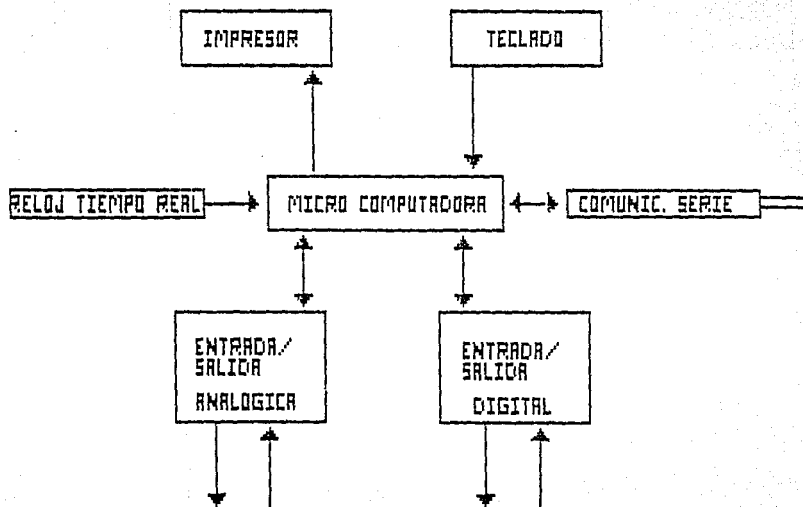 IMPRESOR
TECLADO
RELOJ TIEMPO REAL
MICRO COMPUTADORA
COMUNIC. SERIE
ENTRADA/
SALIDA
ANALOGICA
ENTRADA/
SALIDA
DIGITAL